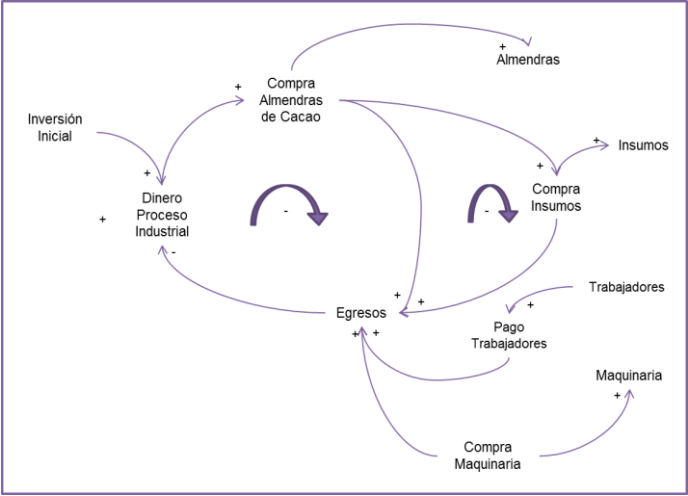 +
Almendras
+
Compra
Almendras
de Cacao
Inversión
Inicial
+
Insumos
+
+
Dinero
Proceso
Industrial
+
-
-
Compra
Insumos
-
+
+
Egresos
+
+
Trabajadores
+
Pago
Trabajadores
Maquinaria
+
Compra
Maquinaria